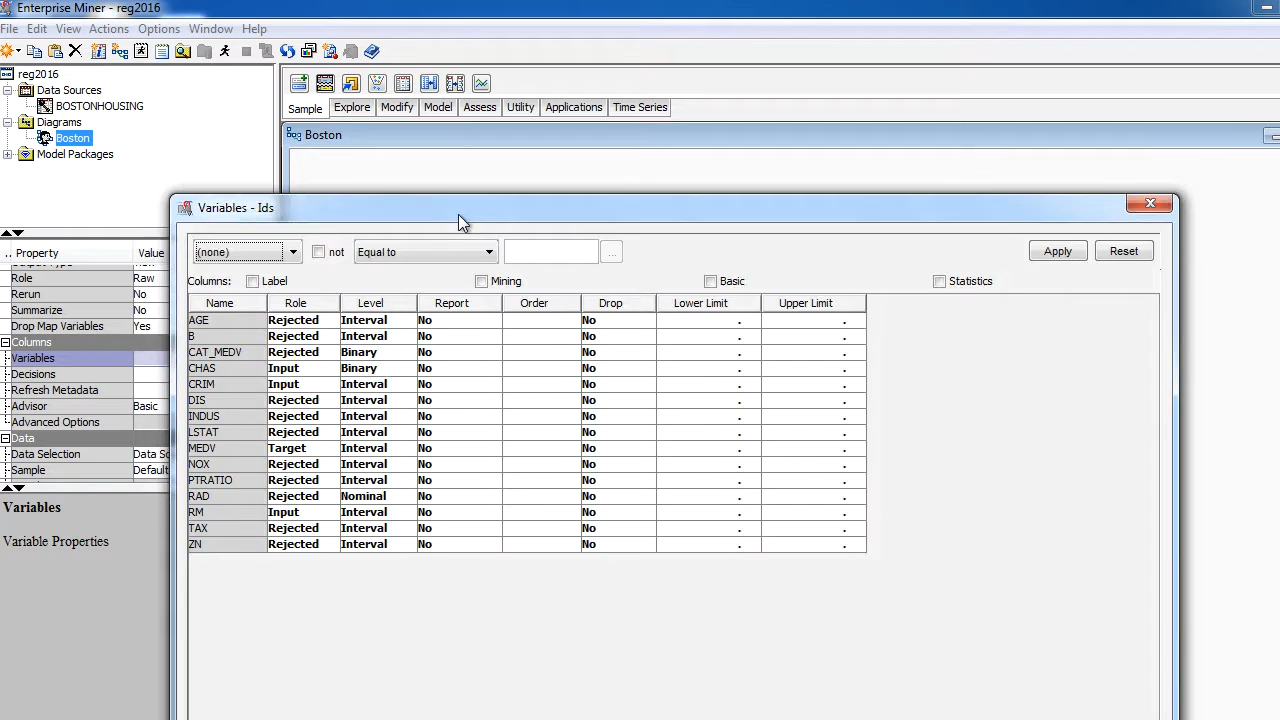 Enterprise Miner - reg2016
File Edit View Actions Options Window Help
reg2016
Data Sources
BOSTONHOUSING
Diagrams
Boston
Model Packages
Sample Explore Modify Model Assess Utility Applications Time Series
Boston
.. Property Value
Role Raw
Rerun No
Summarize No
Drop Map Variables Yes
Columns
Variables
Decisions
Refresh Metadata
Advisor Basic
Advanced Options
Data
Data Selection Data So
Sample Default
Variables
Variable Properties
Variables - Ids
(none) not Equal to ... Apply Reset
Columns: Label Mining Basic Statistics
Name Role Level Report Order Drop Lower Limit Upper Limit
AGE Rejected Interval No No . .
B Rejected Interval No No . .
CAT_MEDV Rejected Binary No No . .
CHAS Input Binary No No . .
CRIM Input Interval No No . .
DIS Rejected Interval No No . .
INDUS Rejected Interval No No . .
LSTAT Rejected Interval No No . .
MEDV Target Interval No No . .
NOX Rejected Interval No No . .
PTRATIO Rejected Interval No No . .
RAD Rejected Nominal No No . .
RM Input Interval No No . .
TAX Rejected Interval No No . .
ZN Rejected Interval No No . .